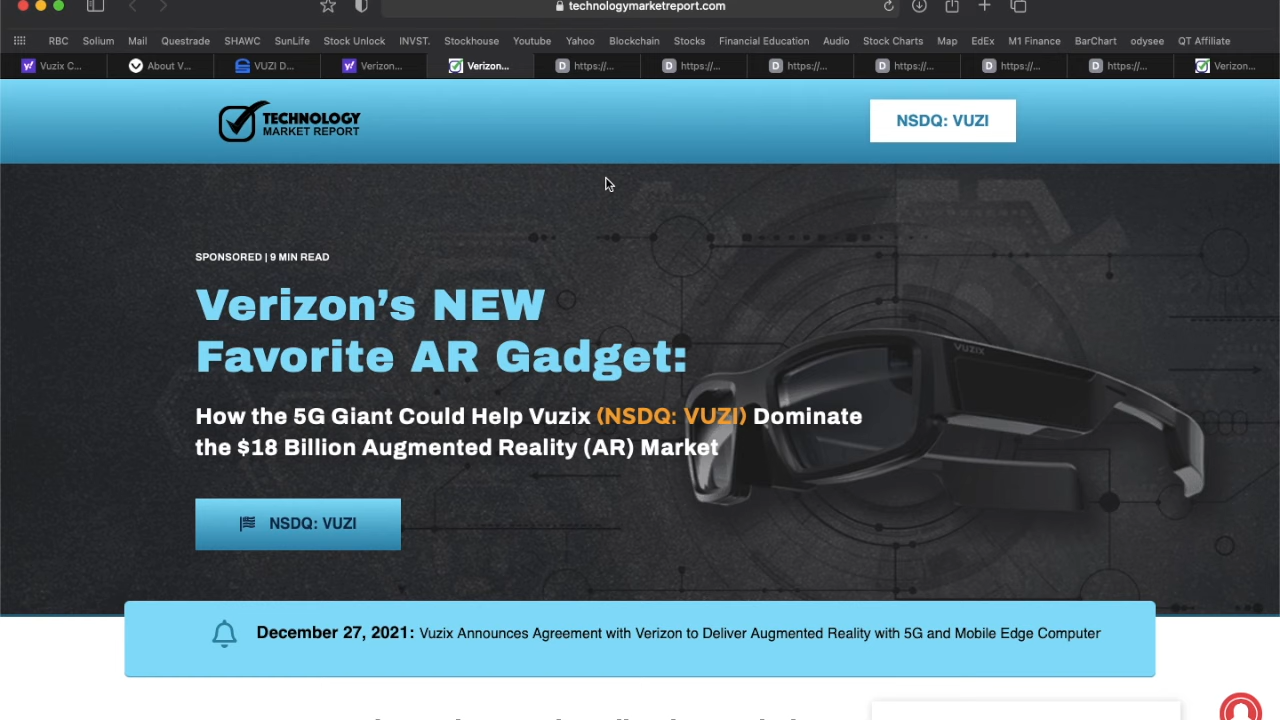 technologymarketreport.com
RBC Solium Mail Questrade SHAWC SunLife Stock Unlock INVST. Stockhouse Youtube Yahoo Blockchain Stocks Financial Education Audio Stock Charts Map EdEx M1 Finance BarChart odysee QT Affiliate
Vuzix C... About V... VUZI D... Verizon... Verizon... https://... https://... https://... https://... https://... https://... Verizon...
TECHNOLOGY
MARKET REPORT
NSDQ: VUZI
SPONSORED | 9 MIN READ
Verizon's NEW
Favorite AR Gadget:
How the 5G Giant Could Help Vuzix (NSDQ: VUZI) Dominate
the $18 Billion Augmented Reality (AR) Market
VUZIX
NSDQ: VUZI
December 27, 2021: Vuzix Announces Agreement with Verizon to Deliver Augmented Reality with 5G and Mobile Edge Computer